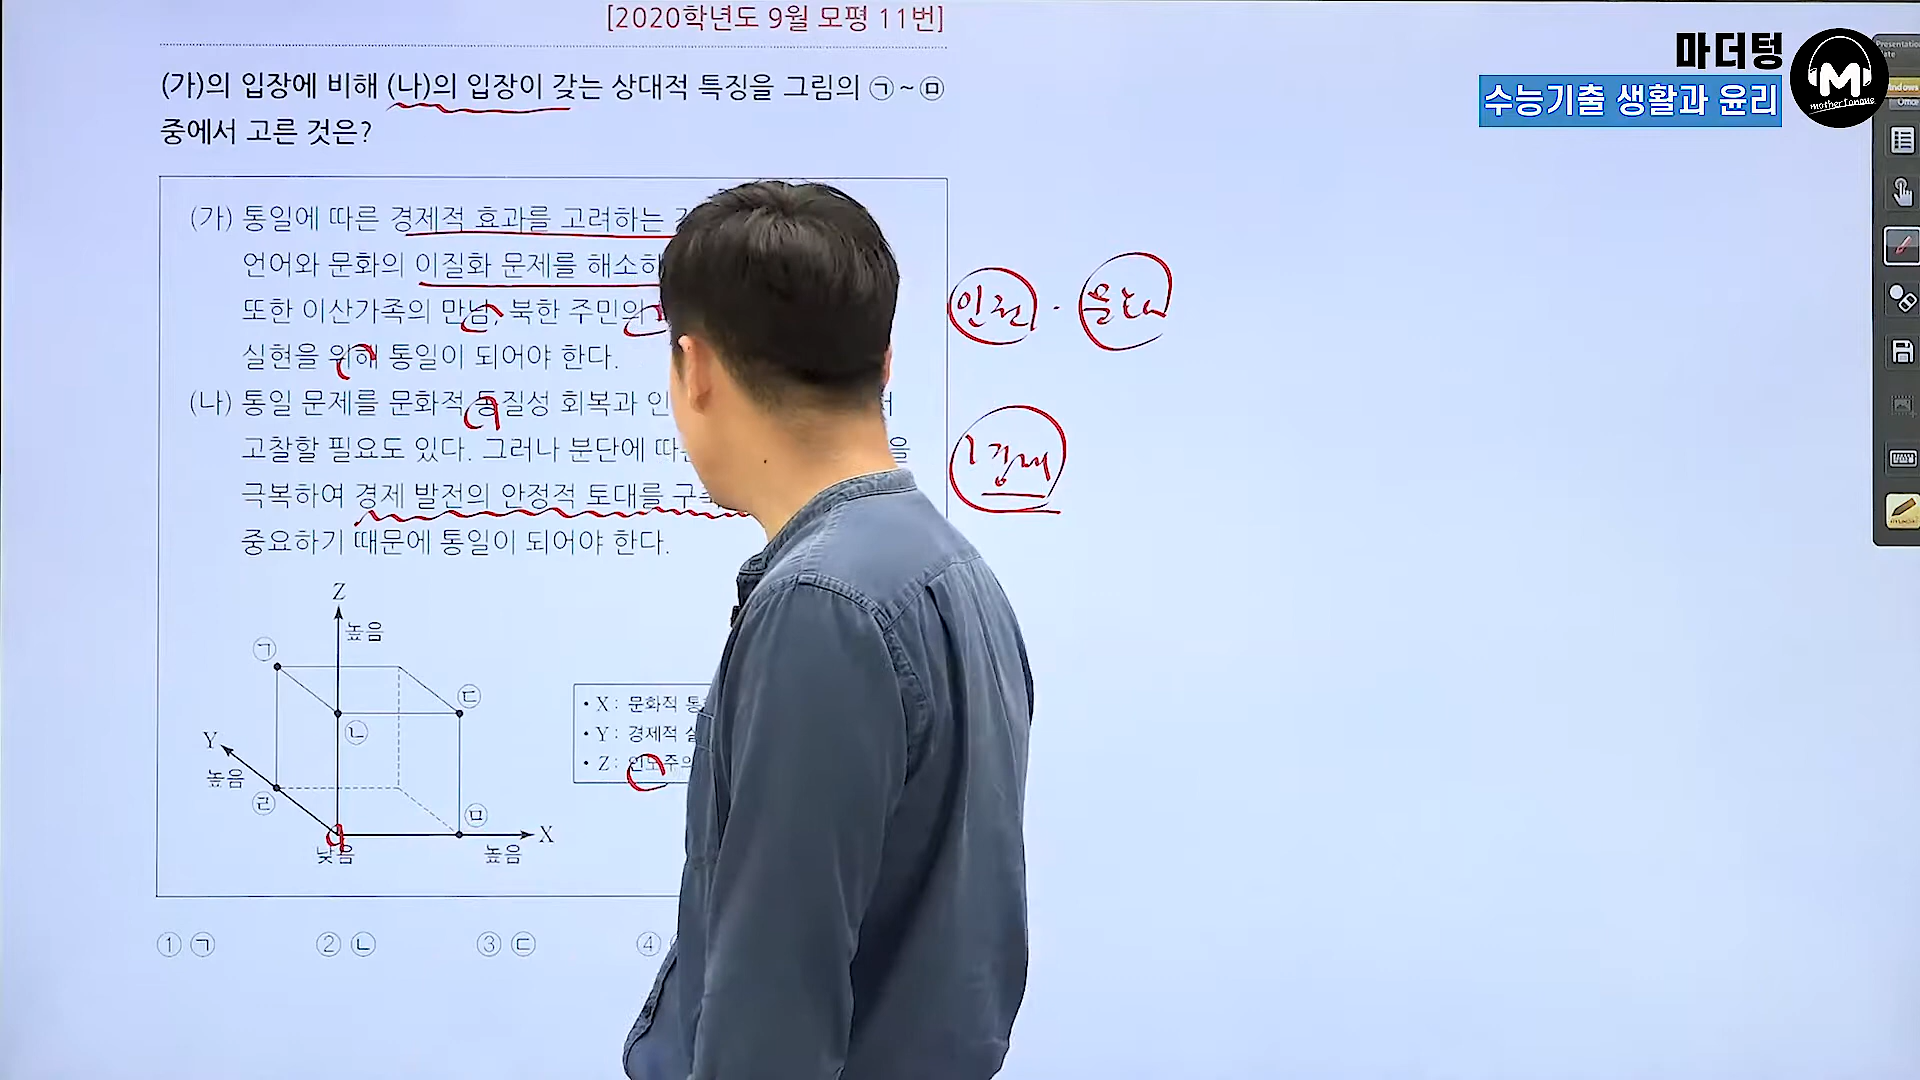 [2020학년도 9월 모평 11번]
마더텅
수능기출 생활과 윤리
M
mothertongue
(가)의 입장에 비해 (나)의 입장이 갖는 상대적 특징을 그림의 ㉠~㉤
중에서 고른 것은?
(가) 통일에 따른 경제적 효과를 고려하는
언어와 문화의 이질화 문제를 해소하
또한 이산가족의 만남, 북한 주민의
실현을 위해 통일이 되어야 한다.
인권 · 문화
(나) 통일 문제를 문화적 동질성 회복과 인
고찰할 필요도 있다. 그러나 분단에 따 을
극복하여 경제 발전의 안정적 토대를 구축
중요하기 때문에 통일이 되어야 한다.
경제
Z
높음
㉠
㉢
㉡
Y
높음
㉣
㉤
X
낮음
높음
• X : 문화적 통
• Y : 경제적 실
• Z : 인도주의
① ㉠ ② ㉡ ③ ㉢ ④